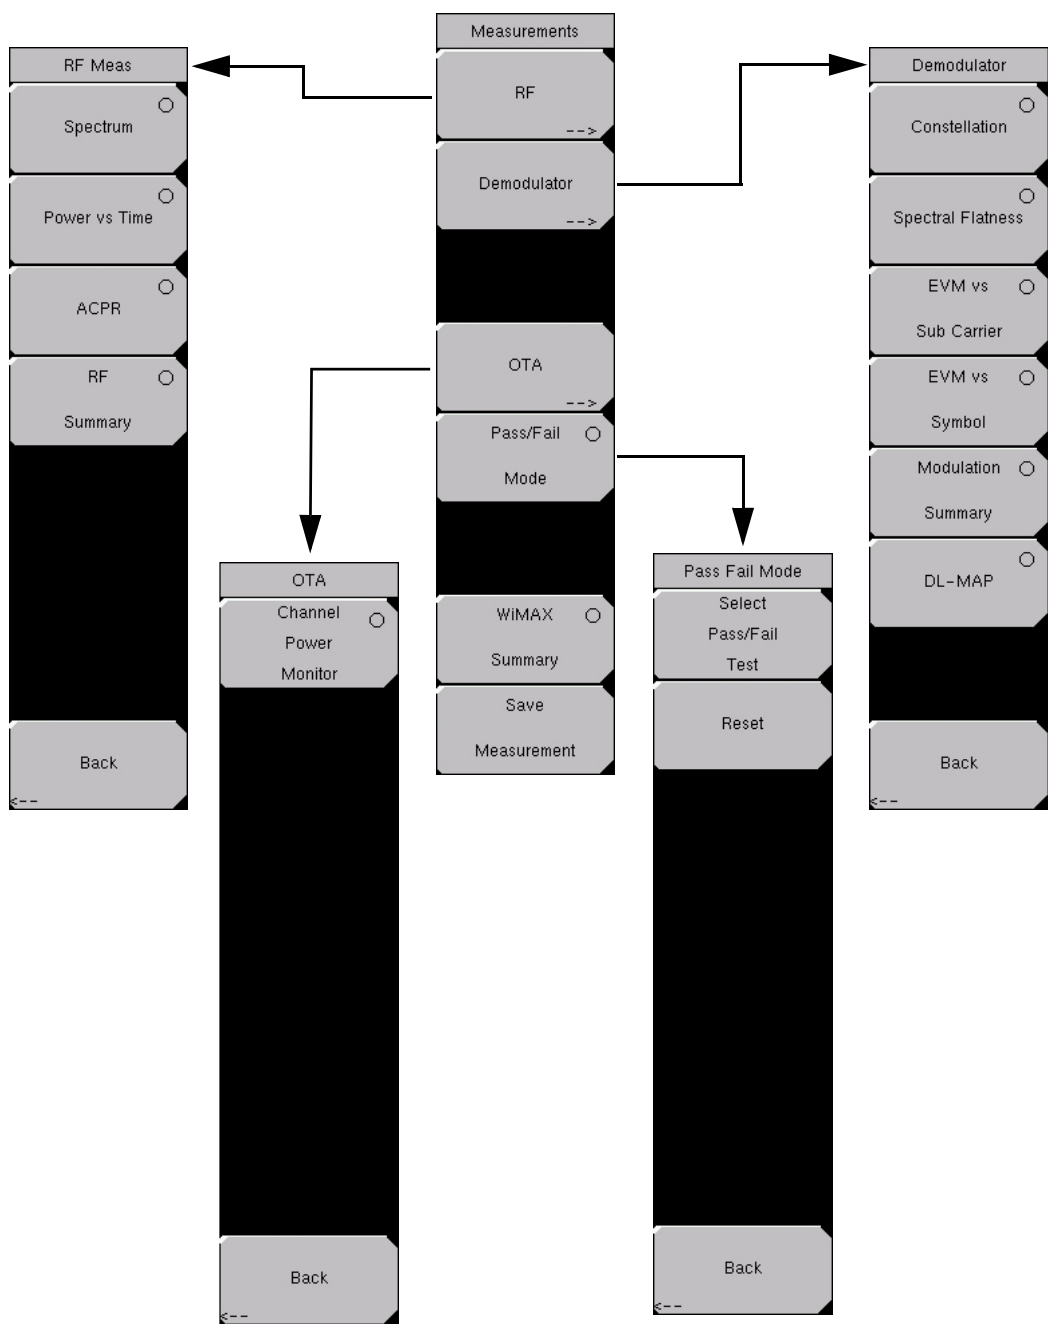 Measurements
RF
-->
Demodulator
-->
OTA
-->
Pass/Fail
Mode
WiMAX
Summary
Save
Measurement
RF Meas
Spectrum
Power vs Time
ACPR
RF
Summary
Back
<--
Demodulator
Constellation
Spectral Flatness
EVM vs
Sub Carrier
EVM vs
Symbol
Modulation
Summary
DL-MAP
Back
<--
OTA
Channel
Power
Monitor
Back
<--
Pass Fail Mode
Select
Pass/Fail
Test
Reset
Back
<--